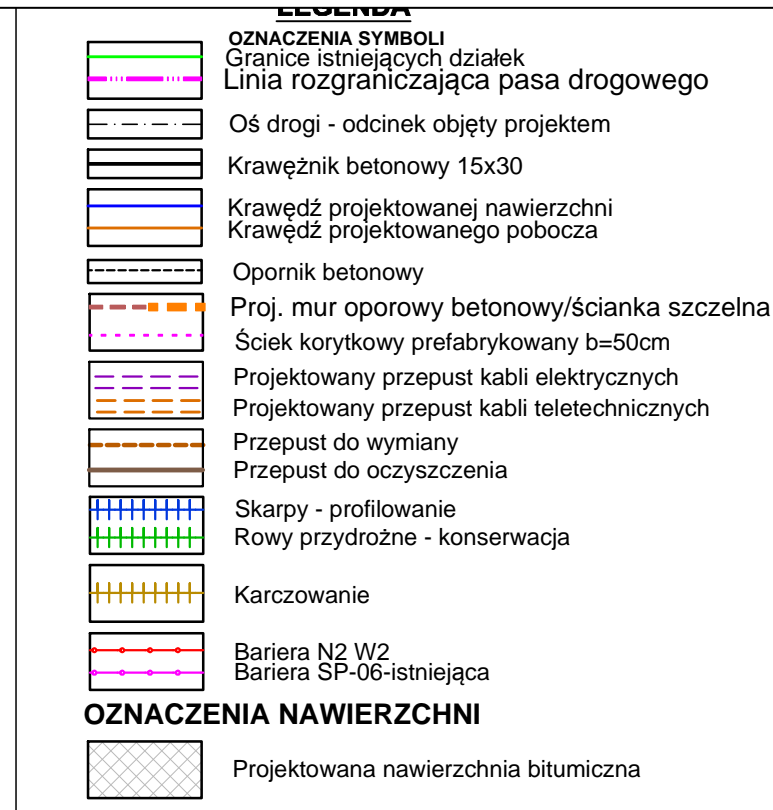 LEGENDA
OZNACZENIA SYMBOLI
Granice istniejących działek
Linia rozgraniczająca pasa drogowego
Oś drogi - odcinek objęty projektem
Krawężnik betonowy 15x30
Krawędź projektowanej nawierzchni
Krawędź projektowanego pobocza
Opornik betonowy
Proj. mur oporowy betonowy/ścianka szczelna
Ściek korytkowy prefabrykowany b=50cm
Projektowany przepust kabli elektrycznych
Projektowany przepust kabli teletechnicznych
Przepust do wymiany
Przepust do oczyszczenia
Skarpy - profilowanie
Rowy przydrożne - konserwacja
Karczowanie
Bariera N2 W2
Bariera SP-06-istniejąca
OZNACZENIA NAWIERZCHNI
Projektowana nawierzchnia bitumiczna